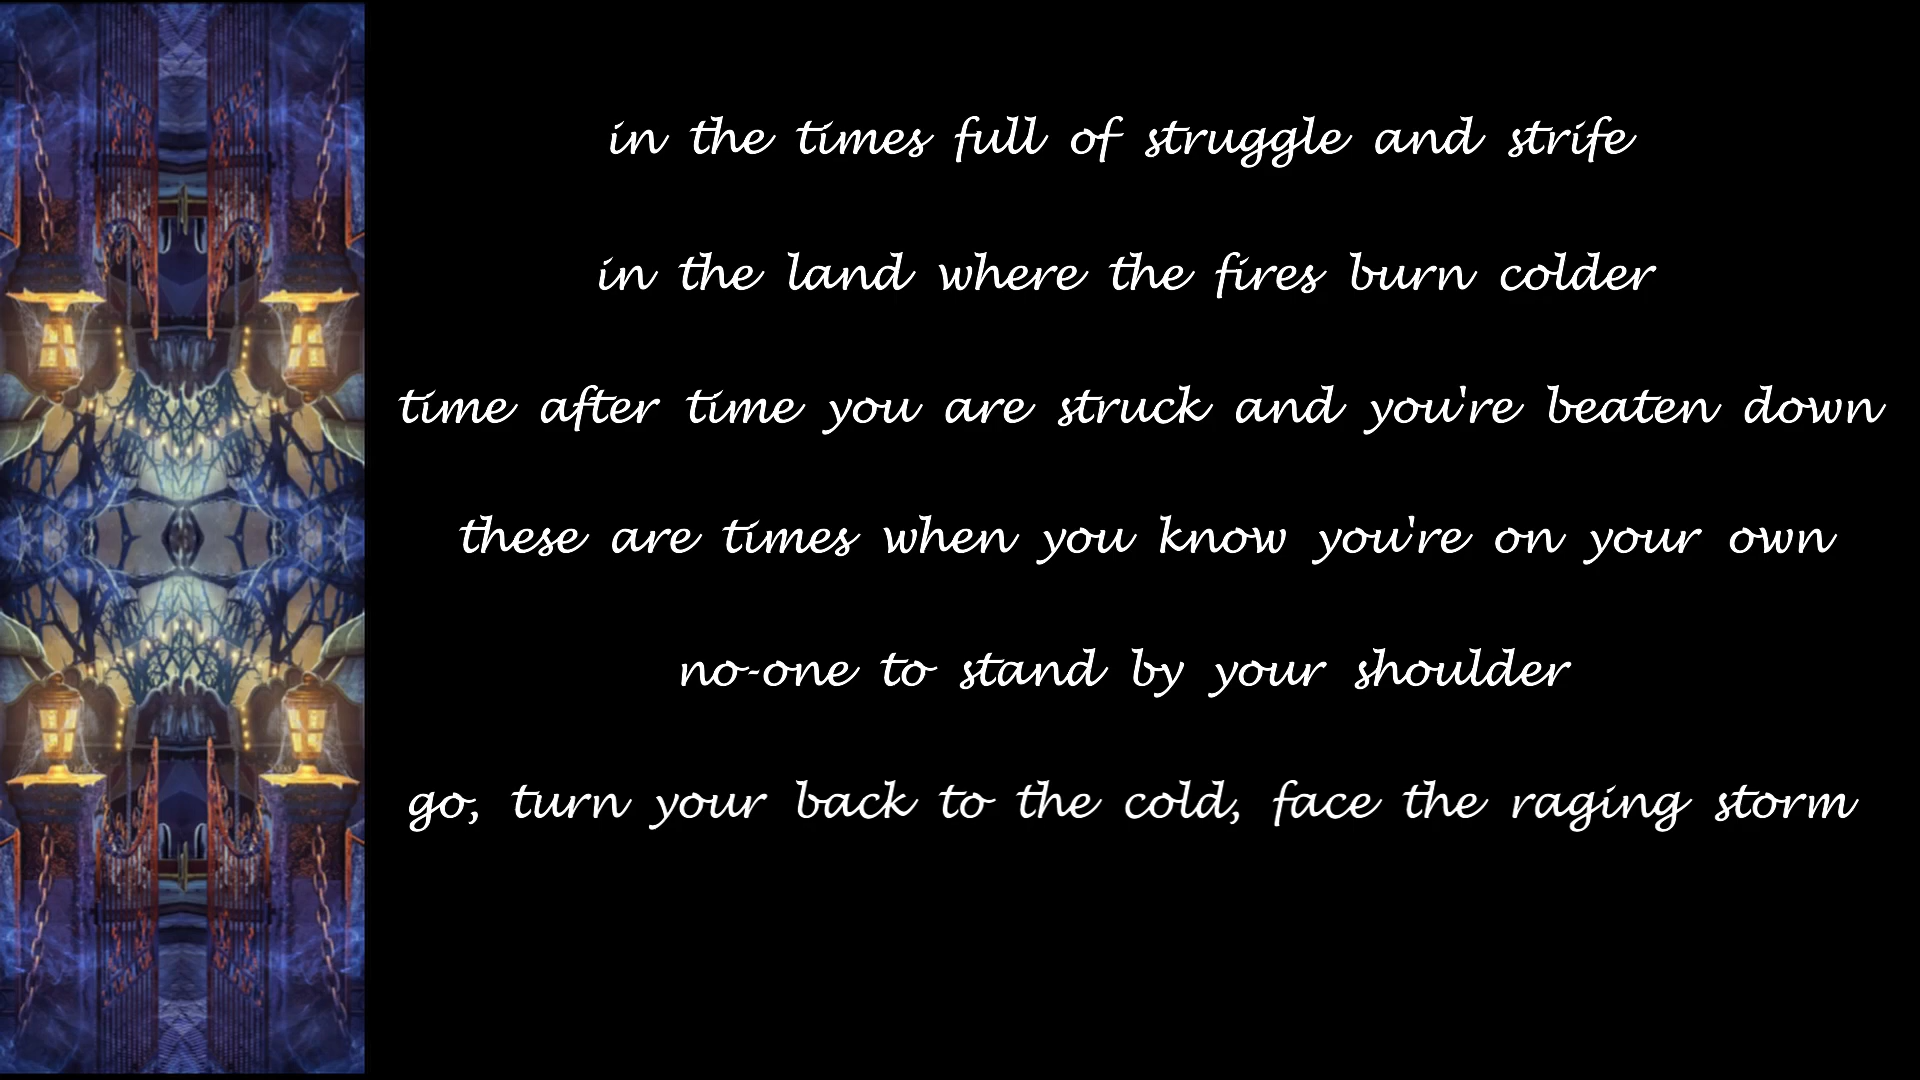 in the times full of struggle and strife
in the land where the fires burn colder
time after time you are struck and you're beaten down
these are times when you know you're on your own
no-one to stand by your shoulder
go, turn your back to the cold, face the raging storm